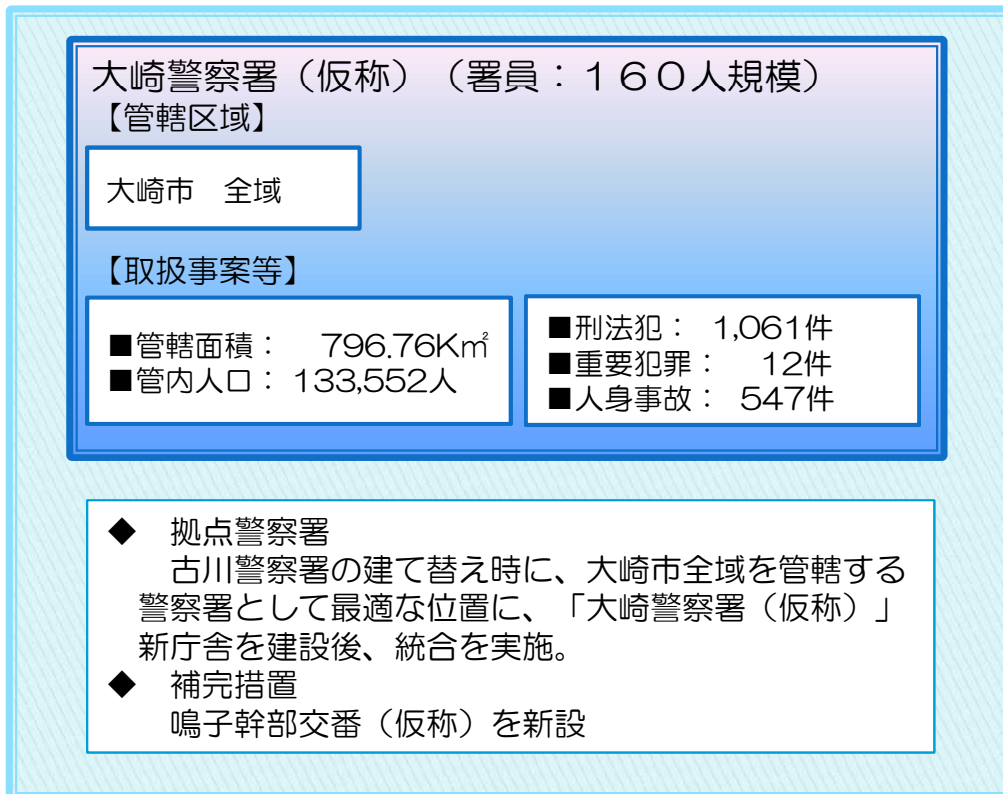 大崎警察署（仮称）（署員：１６０人規模）
【管轄区域】
大崎市　全域
【取扱事案等】
■管轄面積：　796.76K㎡
■管内人口：133,552人
■刑法犯：　1,061件
■重要犯罪：　12件
■人身事故：　547件
◆　拠点警察署
古川警察署の建て替え時に、大崎市全域を管轄する
警察署として最適な位置に、「大崎警察署（仮称）」
新庁舎を建設後、統合を実施。
◆　補完措置
鳴子幹部交番（仮称）を新設